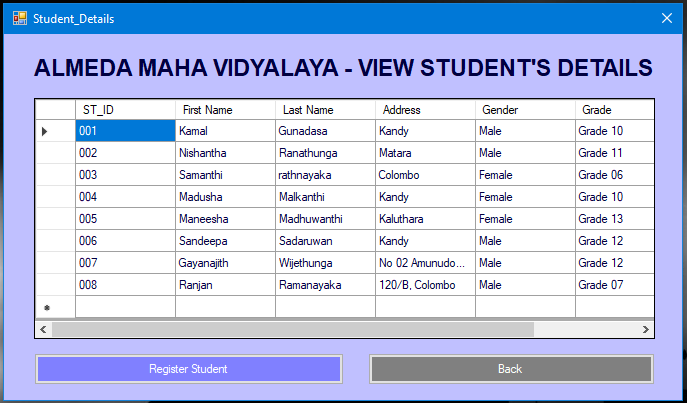 Student_Details
ALMEDA MAHA VIDYALAYA - VIEW STUDENT'S DETAILS
ST_ID First Name Last Name Address Gender Grade
001 Kamal Gunadasa Kandy Male Grade 10
002 Nishantha Ranathunga Matara Male Grade 11
003 Samanthi rathnayaka Colombo Female Grade 06
004 Madusha Malkanthi Kandy Female Grade 10
005 Maneesha Madhuwanthi Kaluthara Female Grade 13
006 Sandeepa Sadaruwan Kandy Male Grade 12
007 Gayanajith Wijethunga No 02 Amunudo... Male Grade 12
008 Ranjan Ramanayaka 120/B, Colombo Male Grade 07
Register Student Back